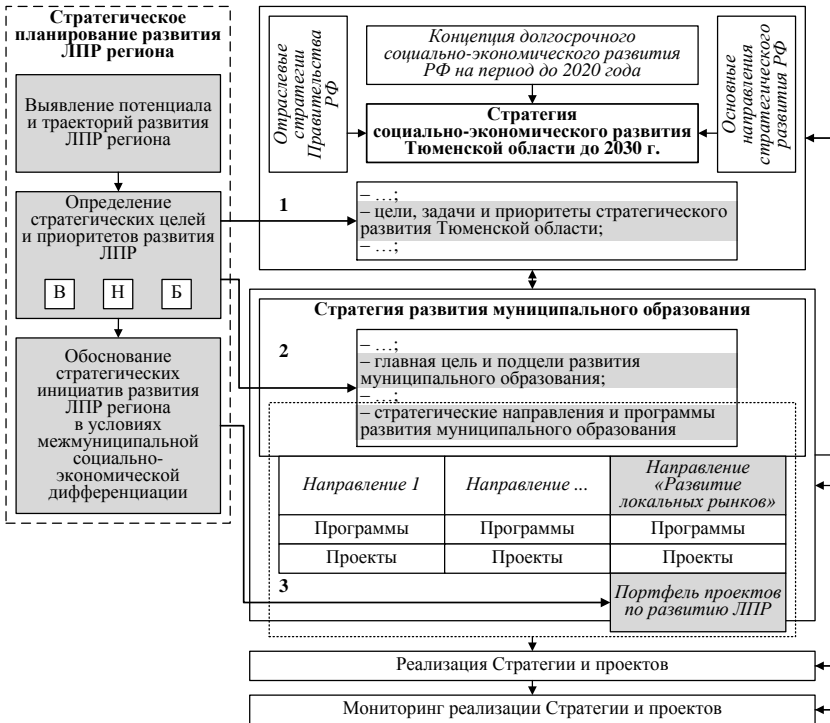 Стратегическое
планирование развития
ЛПР региона
Выявление потенциала
и траекторий развития
ЛПР региона
Определение
стратегических целей
и приоритетов развития
ЛПР
В
Н
Б
Обоснование
стратегических
инициатив развития
ЛПР региона
в условиях
межмуниципальной
социально-
экономической
дифференциации
Отраслевые
стратегии
Правительства
РФ
Концепция долгосрочного
социально-экономического развития
РФ на период до 2020 года
Основные
направления
стратегического
развития РФ
Стратегия
социально-экономического развития
Тюменской области до 2030 г.
1
– …;
– цели, задачи и приоритеты стратегического
развития Тюменской области;
– …;
Стратегия развития муниципального образования
2
– …;
– главная цель и подцели развития
муниципального образования;
– …;
– стратегические направления и программы
развития муниципального образования
Направление 1
Направление ...
Направление
«Развитие
локальных рынков»
Программы
Программы
Программы
Проекты
Проекты
Проекты
3
Портфель проектов
по развитию ЛПР
Реализация Стратегии и проектов
Мониторинг реализации Стратегии и проектов